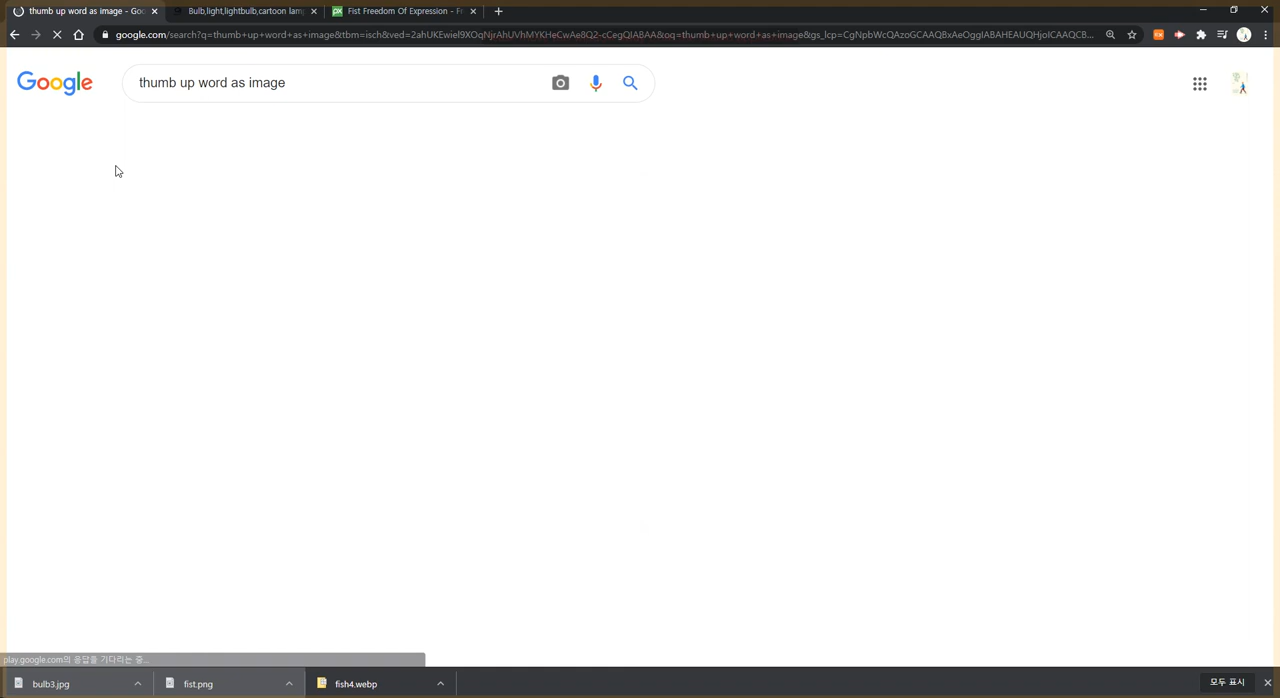 thumb up word as image - Goo
Bulb,light,lightbulb,cartoon lam
px Fist Freedom Of Expression - F
google.com/search?q=thumb+up+word+as+image&tbm=isch&ved=2ahUKEwiel9XOqNjrAhUVhMYKHeCwAe8Q2-cCegQIABAA&oq=thumb+up+word+as+image&gs_lcp=CgNpbWcQAzoGCAAQBxAeOggIABAHEAUQHjoICAAQCB...
Google
thumb up word as image
play.google.com의 응답을 기다리는 중...
bulb3.jpg
fist.png
fish4.webp
모두 표시